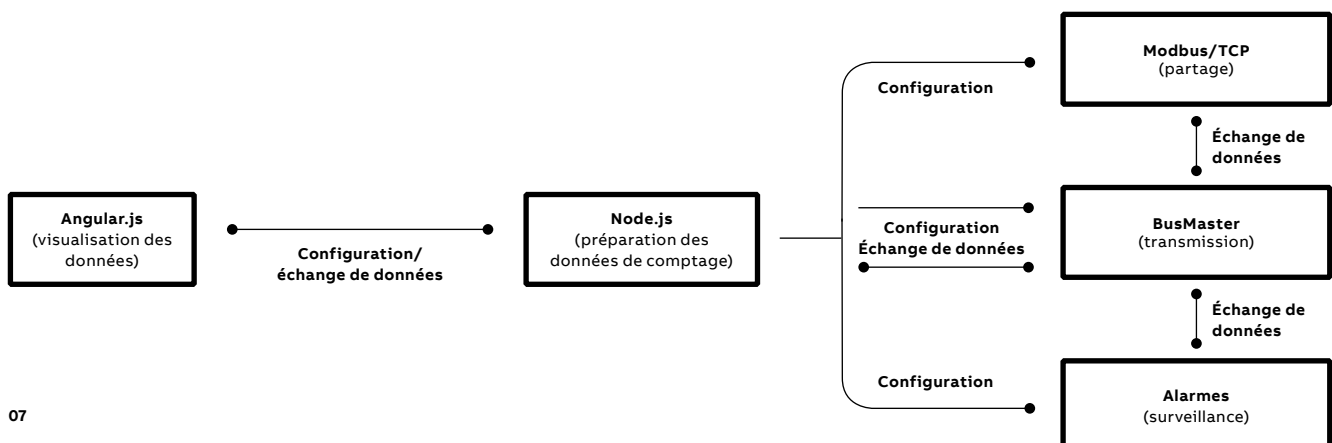 Modbus/TCP
(partage)
Configuration
Échange de
données
Angular.js
(visualisation des
données)
Configuration/
échange de données
Node.js
(préparation des
données de comptage)
Configuration
Échange de données
BusMaster
(transmission)
Échange de
données
Configuration
Alarmes
(surveillance)
07